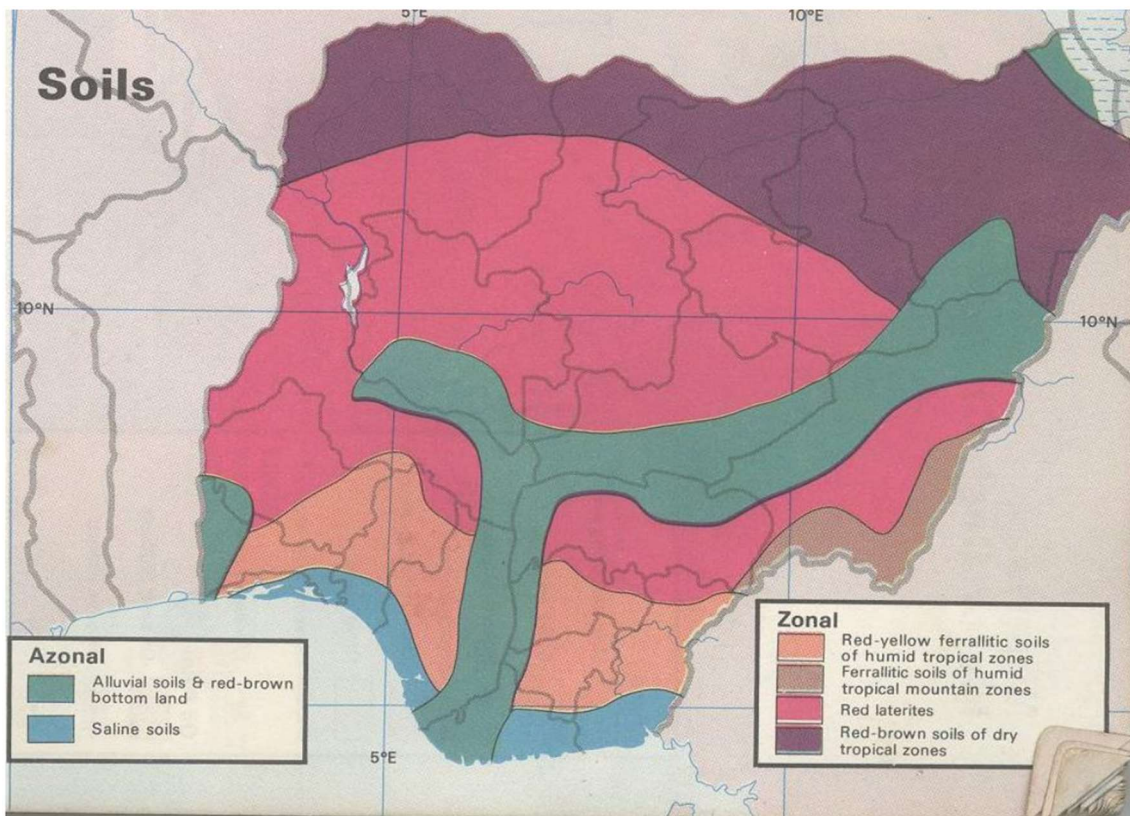 5°E
10°E
Soils
10°N
10°N
Azonal
Alluvial soils & red-brown
bottom land
Saline soils
5°E
Zonal
Red-yellow ferrallitic soils
of humid tropical zones
Ferrallitic soils of humid
tropical mountain zones
Red laterites
Red-brown soils of dry
tropical zones